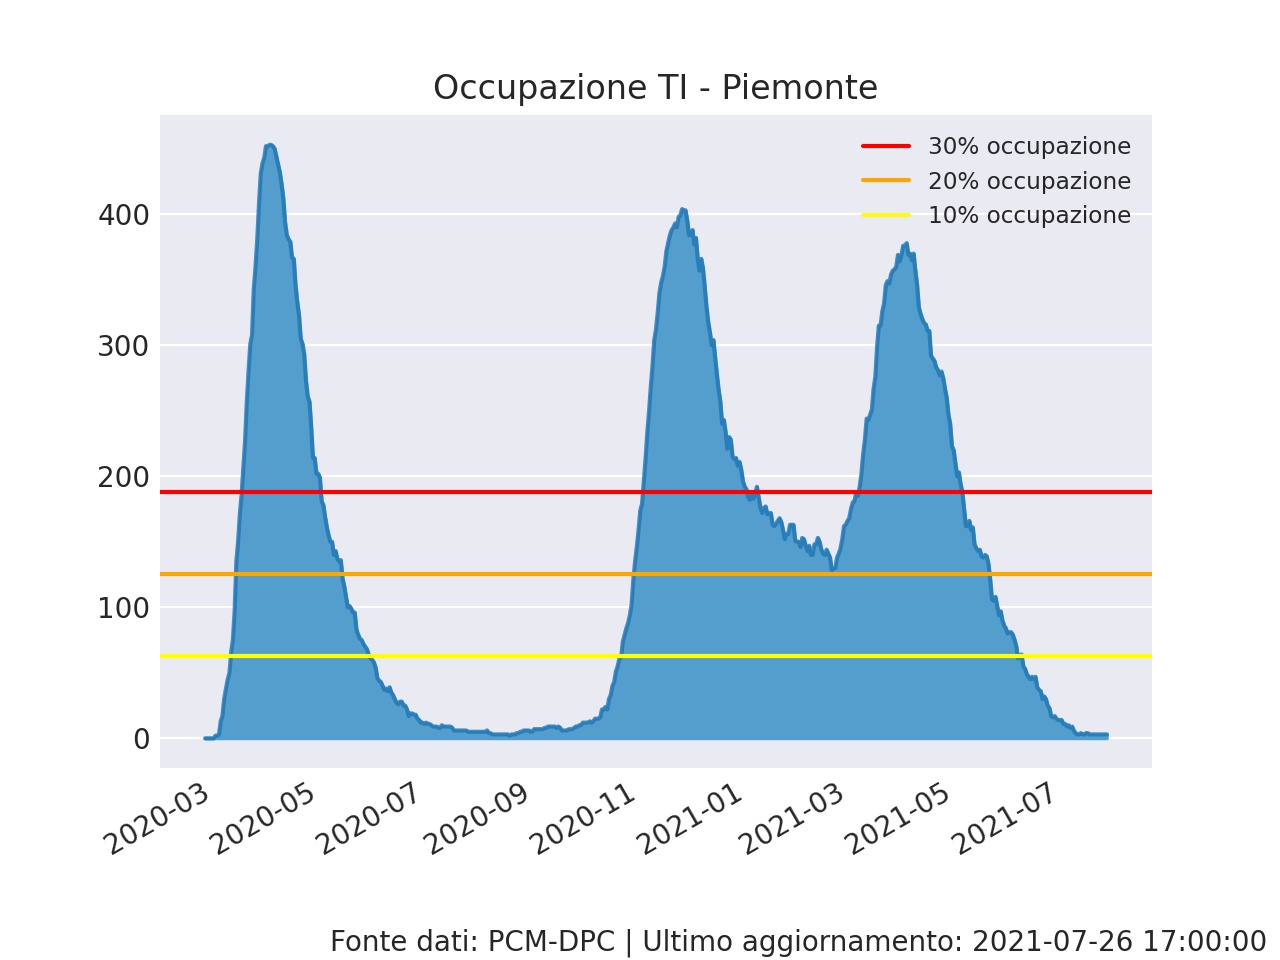 Occupazione TI - Piemonte
30% occupazione
20% occupazione
10% occupazione
400
300
200
100
0
2020-03
2020-05
2020-07
2020-09
2020-11
2021-01
2021-03
2021-05
2021-07
Fonte dati: PCM-DPC | Ultimo aggiornamento: 2021-07-26 17:00:00